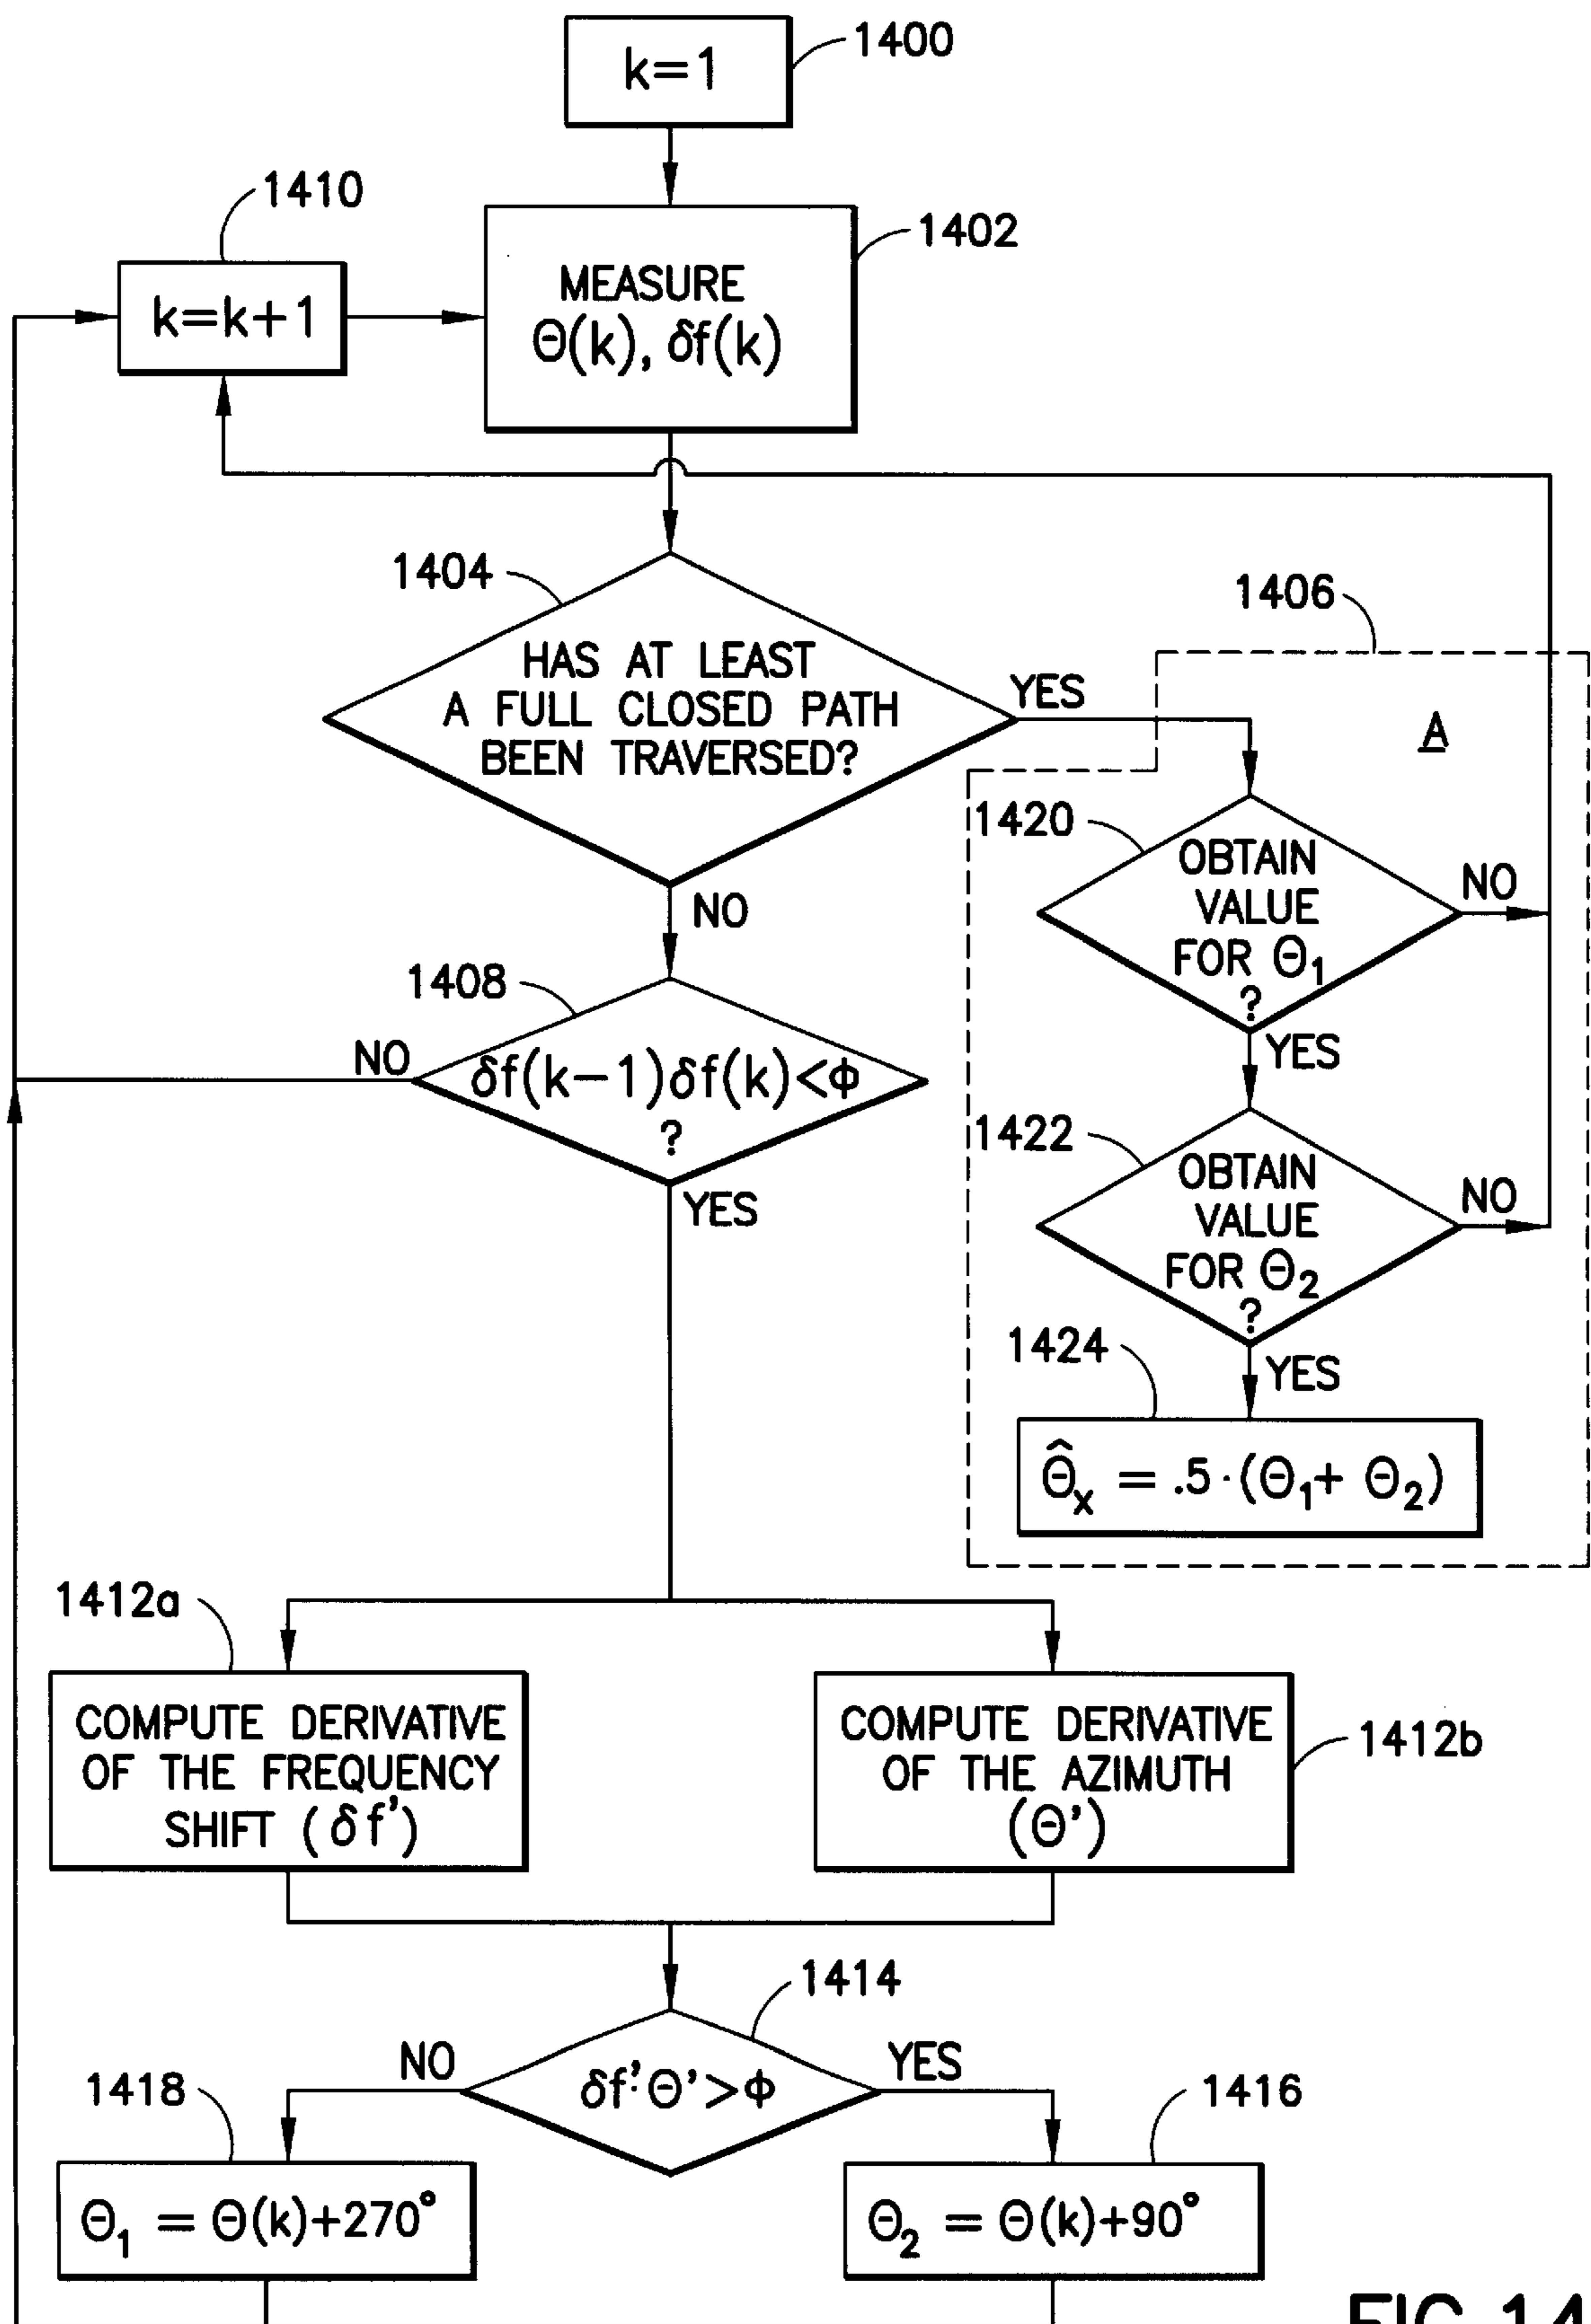 k=1
1400
1410
k=k+1
MEASURE
Θ(k), δf(k)
1402
1404
HAS AT LEAST
A FULL CLOSED PATH
BEEN TRAVERSED?
YES
NO
1406
A
1420
OBTAIN
VALUE
FOR Θ₁
?
NO
YES
1408
δf(k−1)δf(k)<ϕ
?
NO
YES
1422
OBTAIN
VALUE
FOR Θ₂
?
NO
YES
1424
Θ̂ₓ = .5·(Θ₁+ Θ₂)
1412a
COMPUTE DERIVATIVE
OF THE FREQUENCY
SHIFT (δf')
COMPUTE DERIVATIVE
OF THE AZIMUTH
(Θ')
1412b
1414
δf'·Θ'>ϕ
NO
YES
1418
Θ₁ = Θ(k)+270°
1416
Θ₂ = Θ(k)+90°
FIG.14